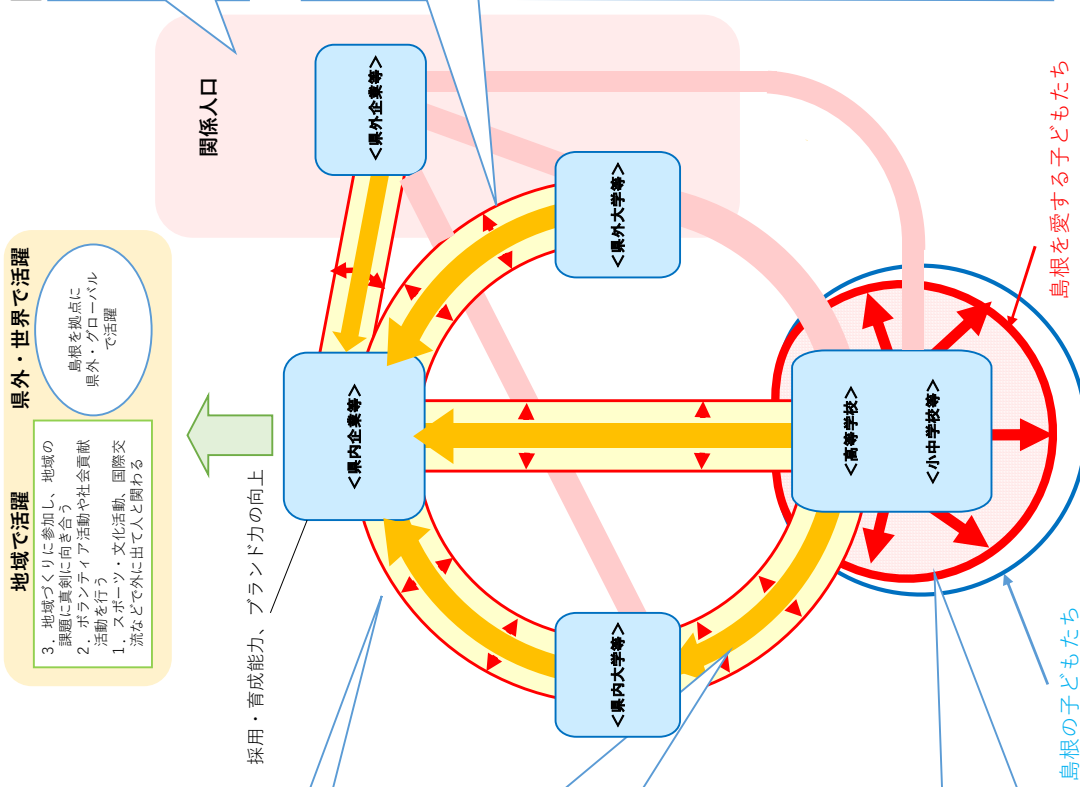 地域で活躍
県外・世界で活躍
3．地域づくりに参加し、地域の
課題に真剣に向き合う
2．ボランティア活動や社会貢献
活動を行う
1．スポーツ・文化活動、国際交
流などで外に出て人と関わる
島根を拠点に
県外・グローバル
で活躍
関係人口
採用・育成能力、ブランド力の向上
＜県内企業等＞
＜県外企業等＞
＜県内大学等＞
＜県外大学等＞
＜高等学校＞
＜小中学校等＞
島根を愛する子どもたち
島根の子どもたち